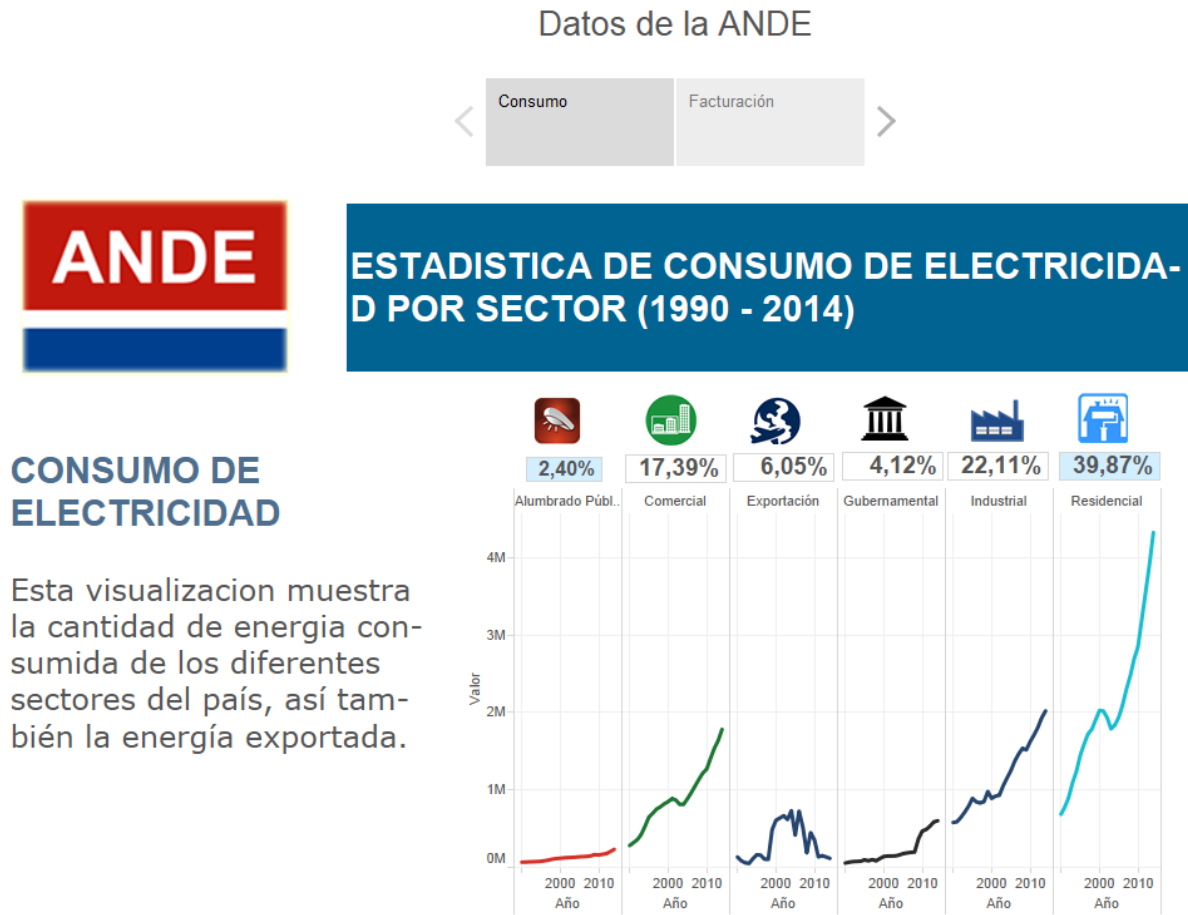 Datos de la ANDE
Consumo
Facturación
ANDE
ESTADISTICA DE CONSUMO DE ELECTRICIDA-
D POR SECTOR (1990 - 2014)
CONSUMO DE
ELECTRICIDAD
Esta visualizacion muestra
la cantidad de energia con-
sumida de los diferentes
sectores del país, así tam-
bién la energía exportada.
2,40% 17,39% 6,05% 4,12% 22,11% 39,87%
Alumbrado Públ.. Comercial Exportación Gubernamental Industrial Residencial
Valor
4M
3M
2M
1M
0M
2000 2010 2000 2010 2000 2010 2000 2010 2000 2010 2000 2010
Año Año Año Año Año Año